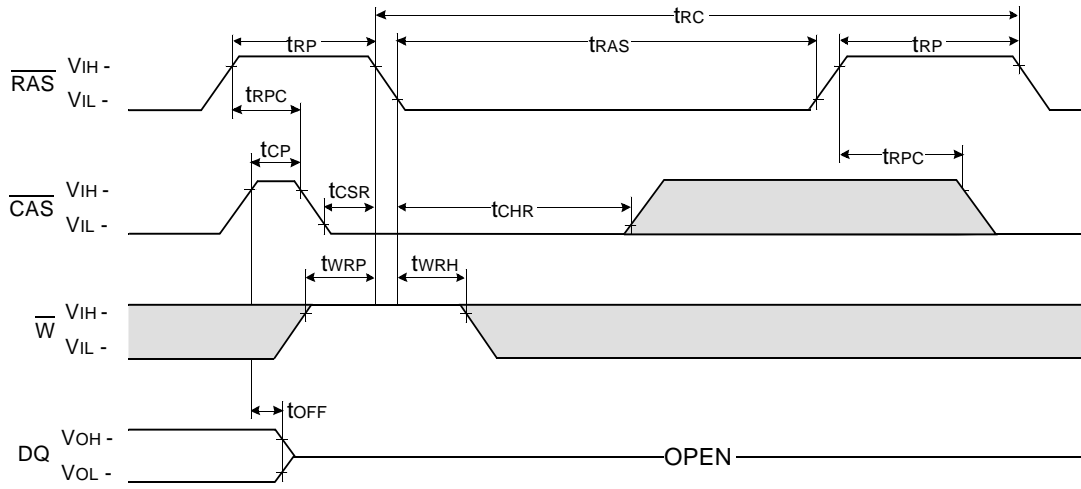 tRC
tRP tRAS tRP
RAS VIH -
VIL -
tRPC
tCP tRPC
CAS VIH -
VIL -
tCSR tCHR
tWRP tWRH
W VIH -
VIL -
tOFF
DQ VOH -
VOL -
OPEN